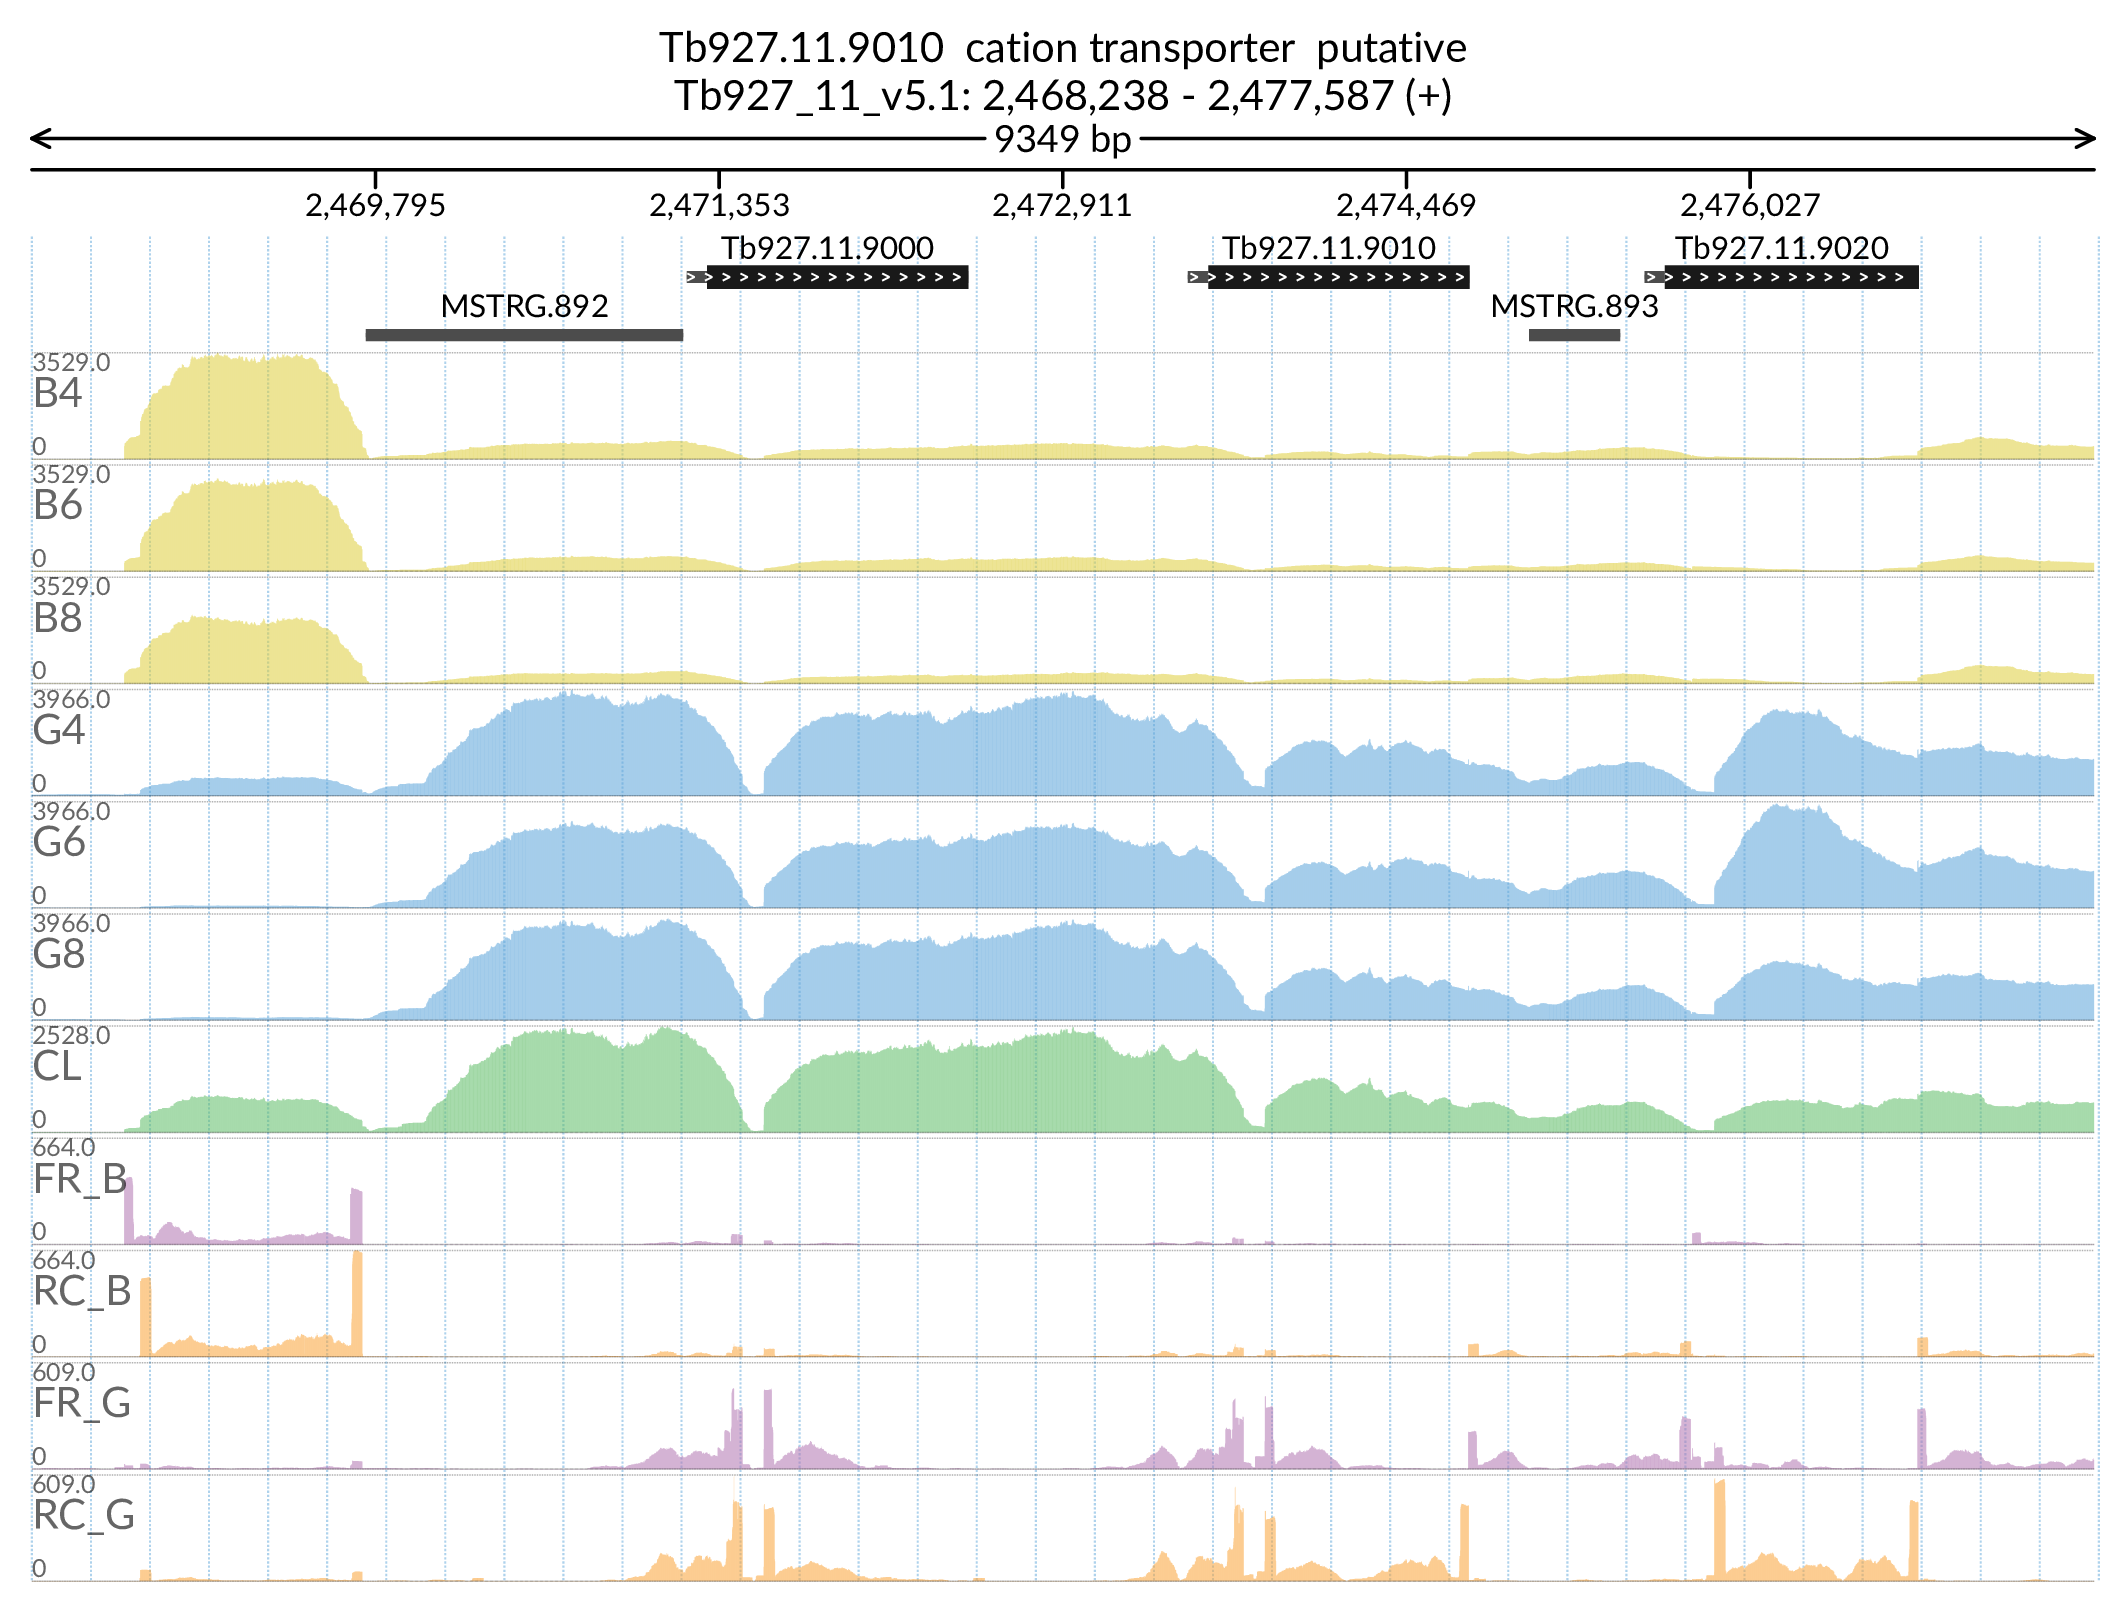 Tb927.11.9010 cation transporter putative
Tb927_11_v5.1: 2,468,238 - 2,477,587 (+)
9349 bp
2,469,795 2,471,353 2,472,911 2,474,469 2,476,027
Tb927.11.9000 Tb927.11.9010 Tb927.11.9020
MSTRG.892 MSTRG.893
3529.0
B4
0
3529.0
B6
0
3529.0
B8
0
3966.0
G4
0
3966.0
G6
0
3966.0
G8
0
2528.0
CL
0
664.0
FR_B
0
664.0
RC_B
0
609.0
FR_G
0
609.0
RC_G
0